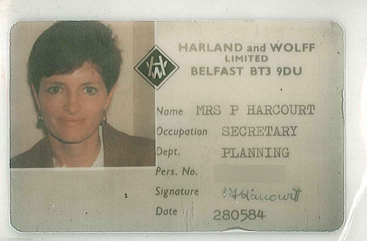 HARLAND and WOLFF
LIMITED
BELFAST BT3 9DU
Name MRS P HARCOURT
Occupation SECRETARY
Dept. PLANNING
Pers. No.
Signature
Date 280584